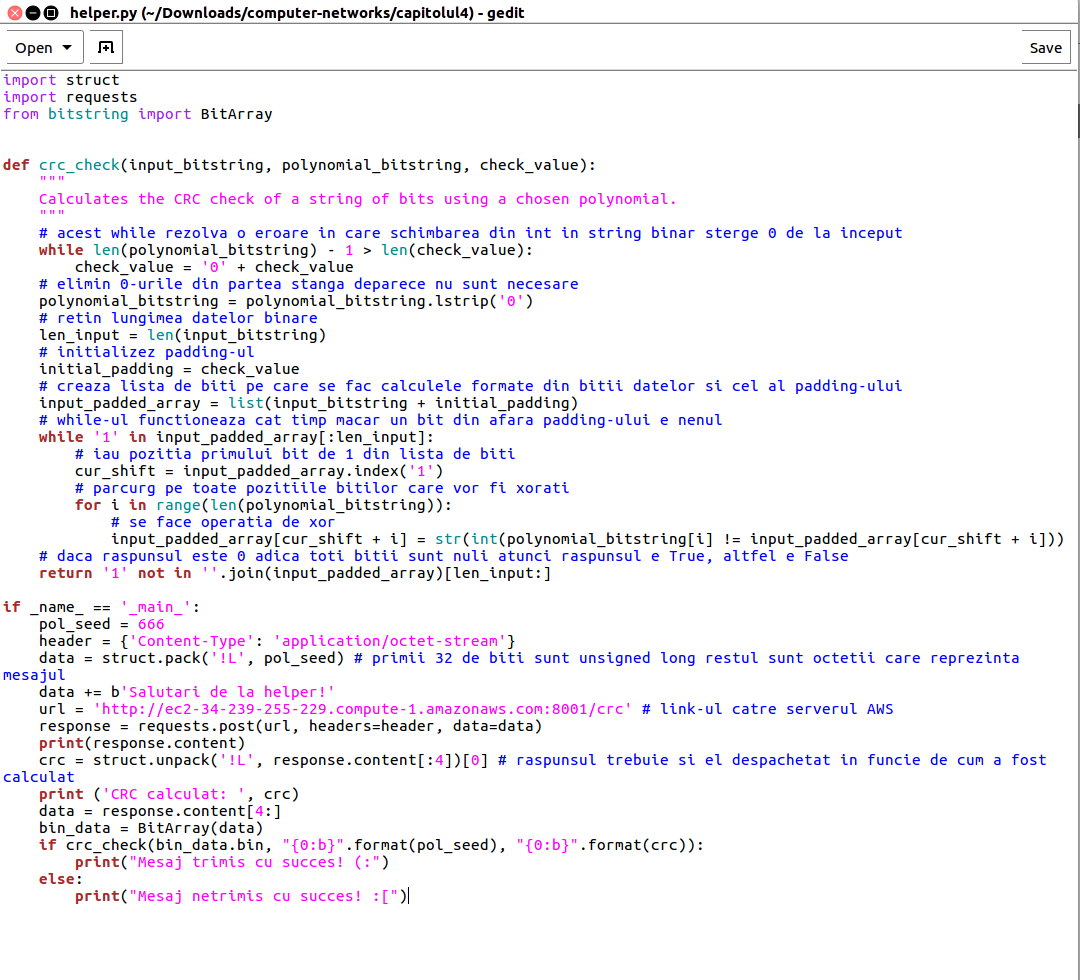 helper.py (~/Downloads/computer-networks/capitolul4) - gedit
Open
Save
import struct
import requests
from bitstring import BitArray
def crc_check(input_bitstring, polynomial_bitstring, check_value):
    """
    Calculates the CRC check of a string of bits using a chosen polynomial.
    """
    # acest while rezolva o eroare in care schimbarea din int in string binar sterge 0 de la inceput
    while len(polynomial_bitstring) - 1 > len(check_value):
        check_value = '0' + check_value
    # elimin 0-urile din partea stanga deparece nu sunt necesare
    polynomial_bitstring = polynomial_bitstring.lstrip('0')
    # retin lungimea datelor binare
    len_input = len(input_bitstring)
    # initializez padding-ul
    initial_padding = check_value
    # creaza lista de biti pe care se fac calculele formate din bitii datelor si cel al padding-ului
    input_padded_array = list(input_bitstring + initial_padding)
    # while-ul functioneaza cat timp macar un bit din afara padding-ului e nenul
    while '1' in input_padded_array[:len_input]:
        # iau pozitia primului bit de 1 din lista de biti
        cur_shift = input_padded_array.index('1')
        # parcurg pe toate pozitiile bitilor care vor fi xorati
        for i in range(len(polynomial_bitstring)):
            # se face operatia de xor
            input_padded_array[cur_shift + i] = str(int(polynomial_bitstring[i] != input_padded_array[cur_shift + i]))
    # daca raspunsul este 0 adica toti bitii sunt nuli atunci raspunsul e True, altfel e False
    return '1' not in ''.join(input_padded_array)[len_input:]
if _name_ == '_main_':
    pol_seed = 666
    header = {'Content-Type': 'application/octet-stream'}
    data = struct.pack('!L', pol_seed) # primii 32 de biti sunt unsigned long restul sunt octetii care reprezinta
mesajul
    data += b'Salutari de la helper!'
    url = 'http://ec2-34-239-255-229.compute-1.amazonaws.com:8001/crc' # link-ul catre serverul AWS
    response = requests.post(url, headers=header, data=data)
    print(response.content)
    crc = struct.unpack('!L', response.content[:4])[0] # raspunsul trebuie si el despachetat in funcie de cum a fost
calculat
    print ('CRC calculat: ', crc)
    data = response.content[4:]
    bin_data = BitArray(data)
    if crc_check(bin_data.bin, "{0:b}".format(pol_seed), "{0:b}".format(crc)):
        print("Mesaj trimis cu succes! (:")
    else:
        print("Mesaj netrimis cu succes! :[")